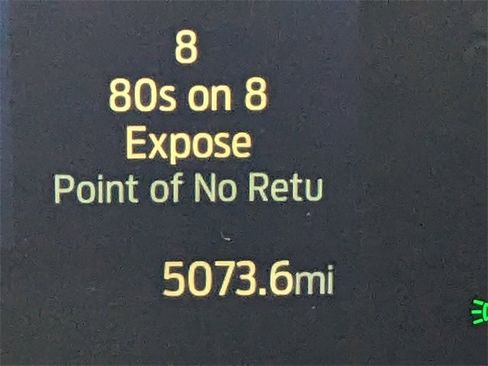 8
80s on 8
Expose
Point of No Retu
5073.6mi